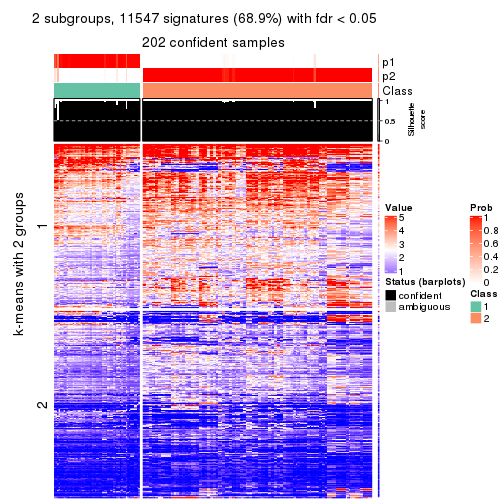 2 subgroups, 11547 signatures (68.9%) with fdr < 0.05
202 confident samples
p1
p2
Class
1
0.5
0
Silhouette
score
k-means with 2 groups
1
2
Value
5
4
3
2
1
Status (barplots)
confident
ambiguous
Prob
1
0.8
0.6
0.4
0.2
0
Class
1
2